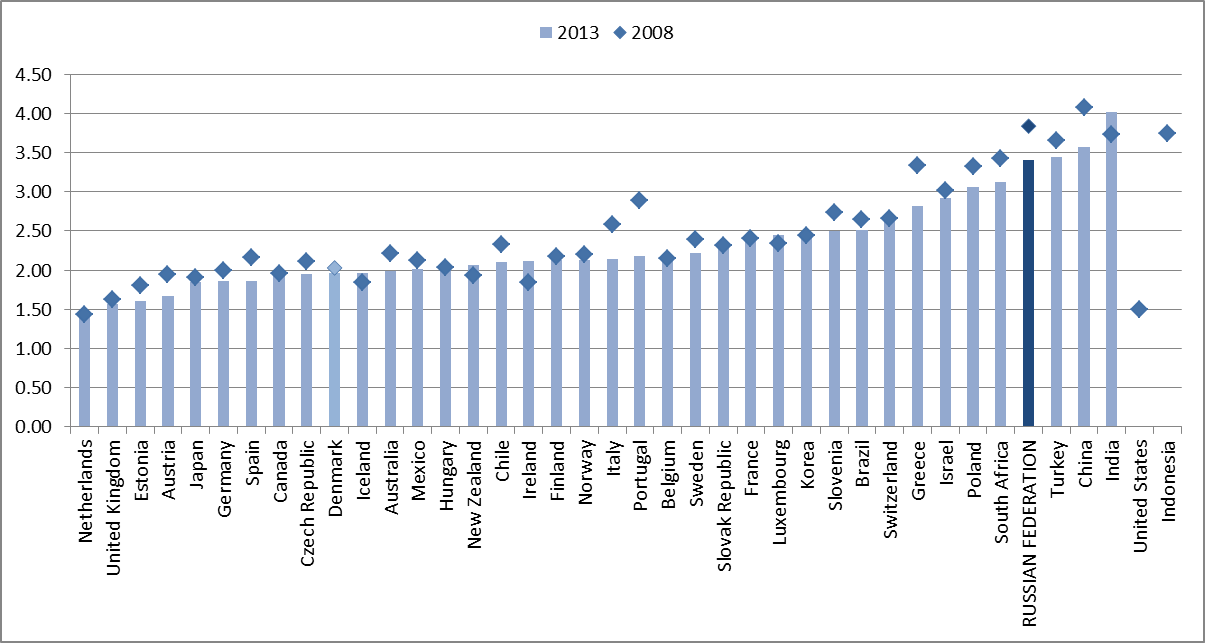 2013 2008
4.50
4.00
3.50
3.00
2.50
2.00
1.50
1.00
0.50
0.00
Netherlands
United Kingdom
Estonia
Austria
Japan
Germany
Spain
Canada
Czech Republic
Denmark
Iceland
Australia
Mexico
Hungary
New Zealand
Chile
Ireland
Finland
Norway
Italy
Portugal
Belgium
Sweden
Slovak Republic
France
Luxembourg
Korea
Slovenia
Brazil
Switzerland
Greece
Israel
Poland
South Africa
RUSSIAN FEDERATION
Turkey
China
India
United States
Indonesia